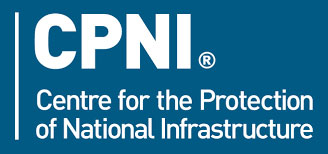 CPNI®
Centre for the Protection
of National Infrastructure